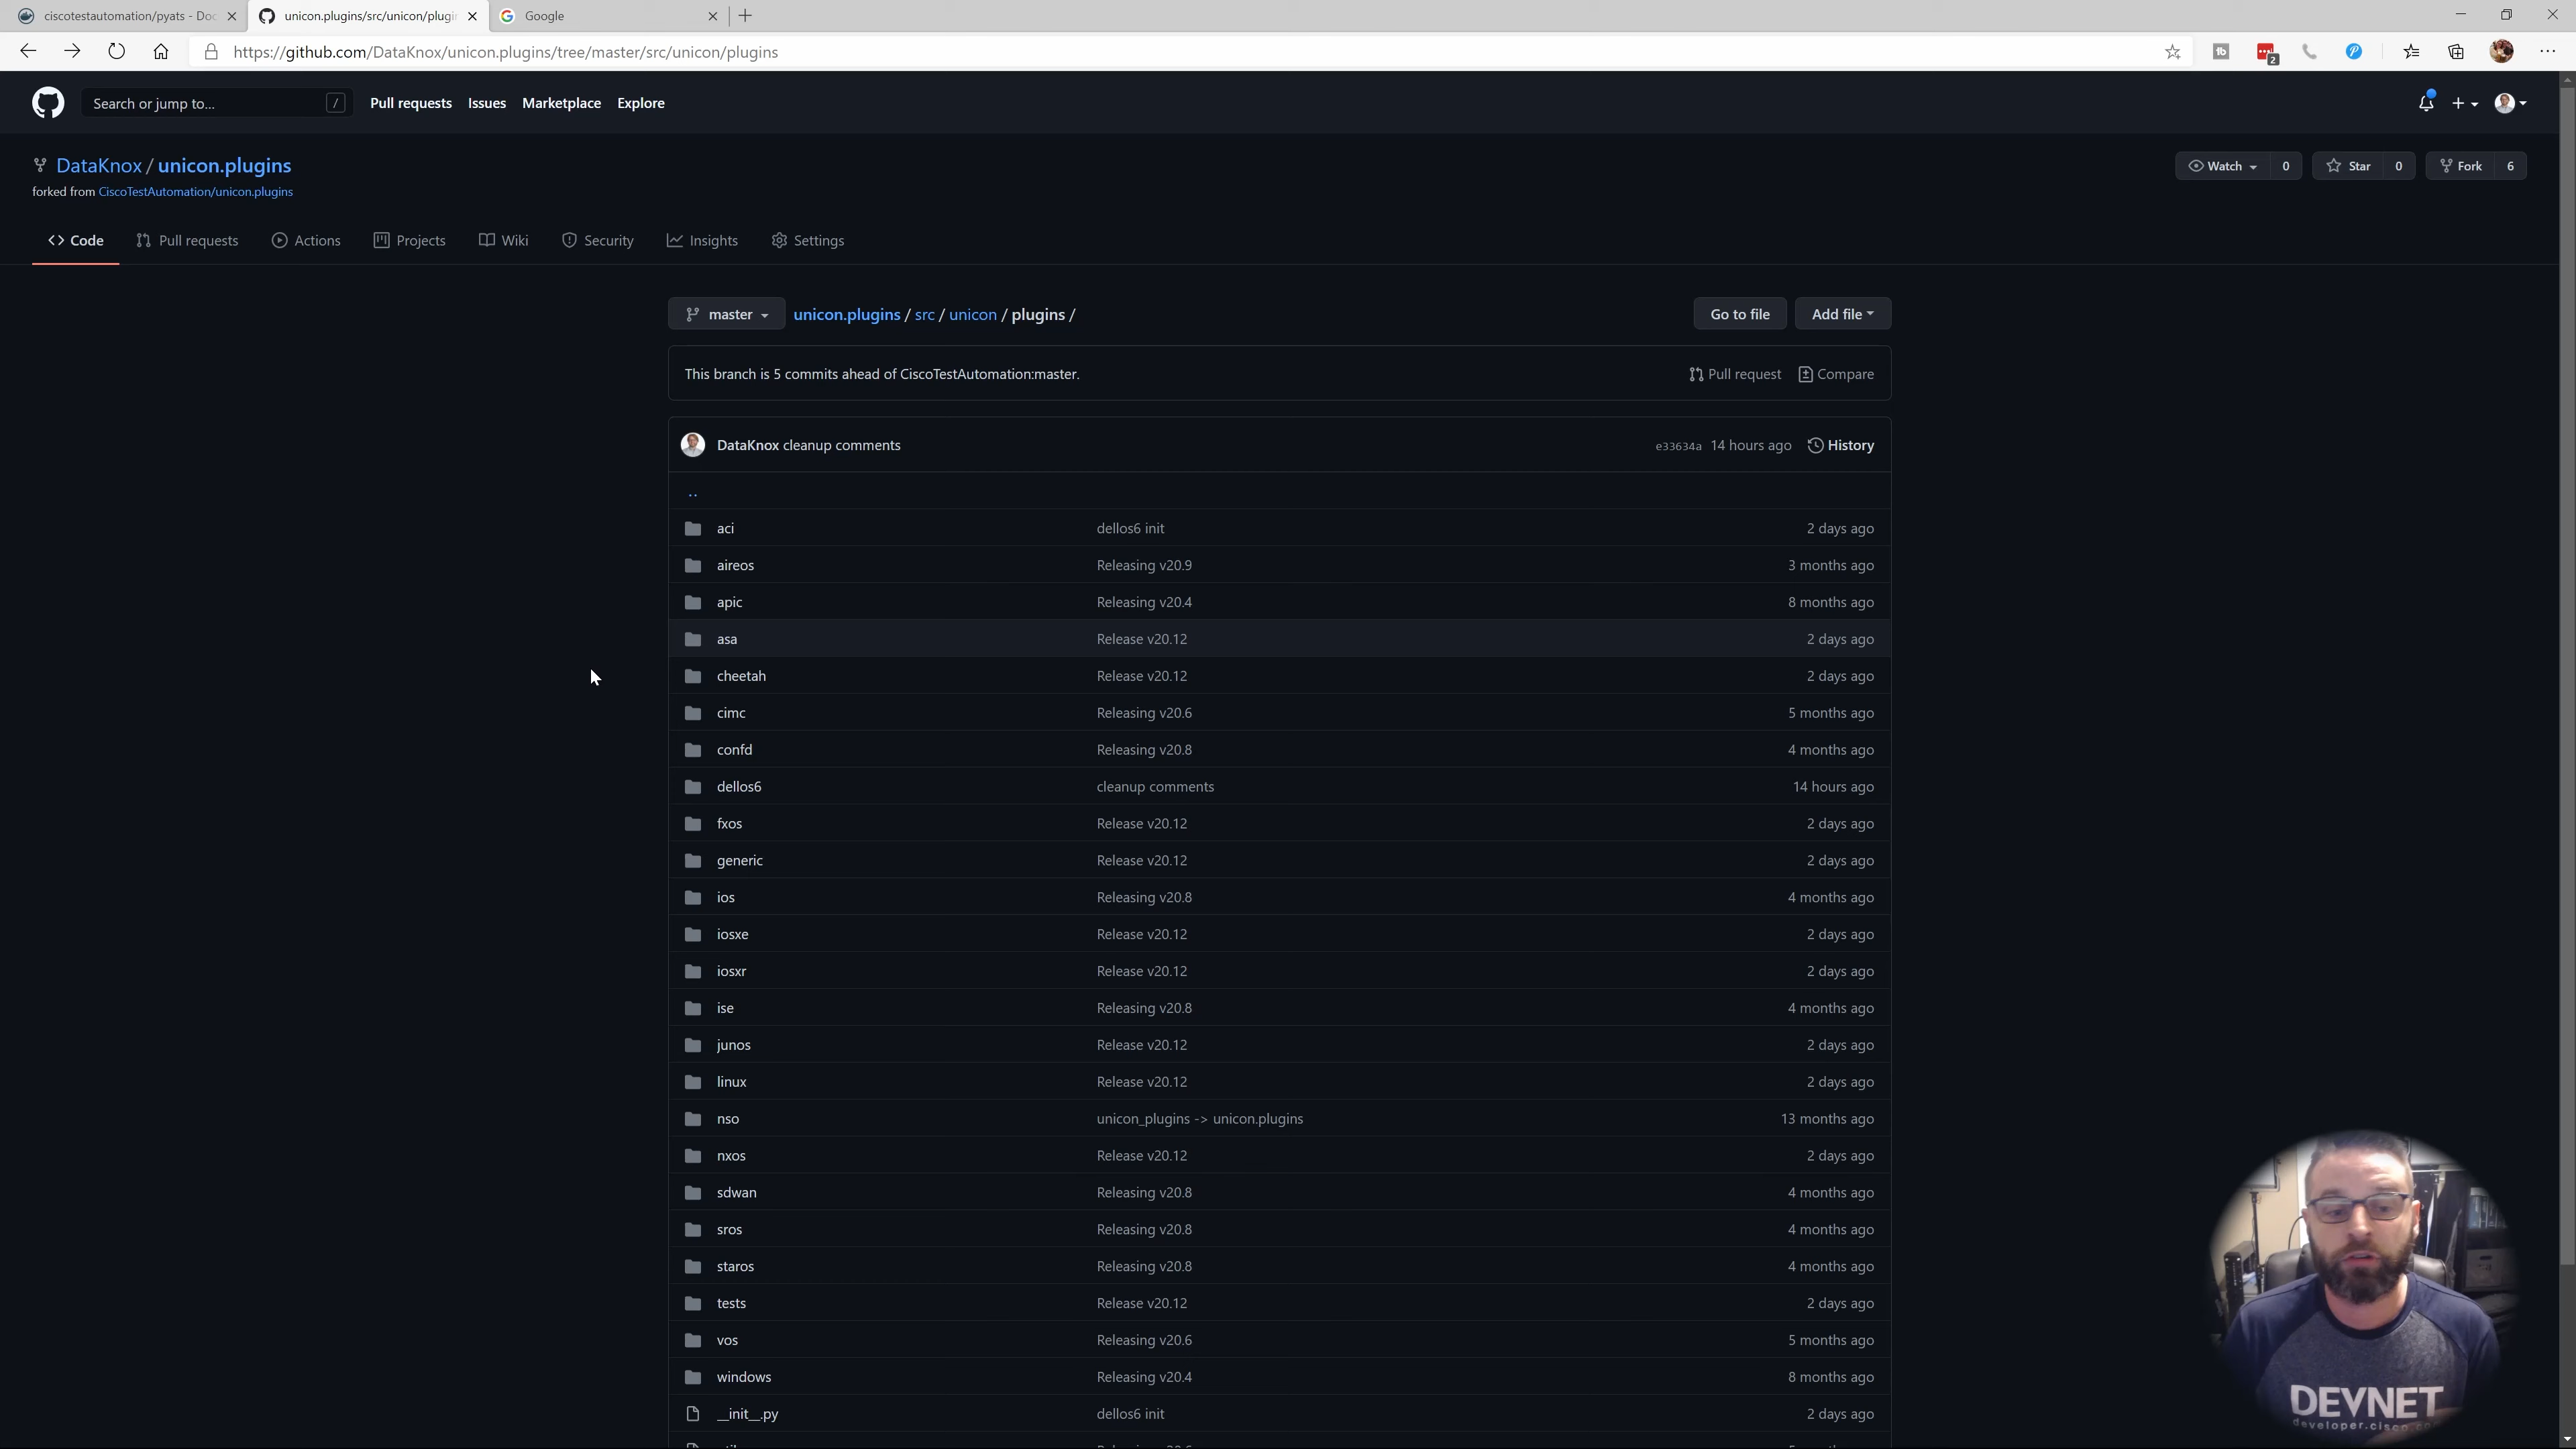 ciscotestautomation/pyats - Doc
unicon.plugins/src/unicon/plugin
Google
https://github.com/DataKnox/unicon.plugins/tree/master/src/unicon/plugins
2
Search or jump to... /
Pull requests Issues Marketplace Explore
DataKnox / unicon.plugins
Watch 0 Star 0 Fork 6
forked from CiscoTestAutomation/unicon.plugins
Code Pull requests Actions Projects Wiki Security Insights Settings
master unicon.plugins / src / unicon / plugins / Go to file Add file
This branch is 5 commits ahead of CiscoTestAutomation:master. Pull request Compare
DataKnox cleanup comments e33634a 14 hours ago History
..
aci dellos6 init 2 days ago
aireos Releasing v20.9 3 months ago
apic Releasing v20.4 8 months ago
asa Release v20.12 2 days ago
cheetah Release v20.12 2 days ago
cimc Releasing v20.6 5 months ago
confd Releasing v20.8 4 months ago
dellos6 cleanup comments 14 hours ago
fxos Release v20.12 2 days ago
generic Release v20.12 2 days ago
ios Releasing v20.8 4 months ago
iosxe Release v20.12 2 days ago
iosxr Release v20.12 2 days ago
ise Releasing v20.8 4 months ago
junos Release v20.12 2 days ago
linux Release v20.12 2 days ago
nso unicon_plugins -> unicon.plugins 13 months ago
nxos Release v20.12 2 days ago
sdwan Releasing v20.8 4 months ago
sros Releasing v20.8 4 months ago
staros Releasing v20.8 4 months ago
tests Release v20.12 2 days ago
vos Releasing v20.6 5 months ago
windows Releasing v20.4 8 months ago
__init__.py dellos6 init 2 days ago
DEVNET
developer.cisco.co